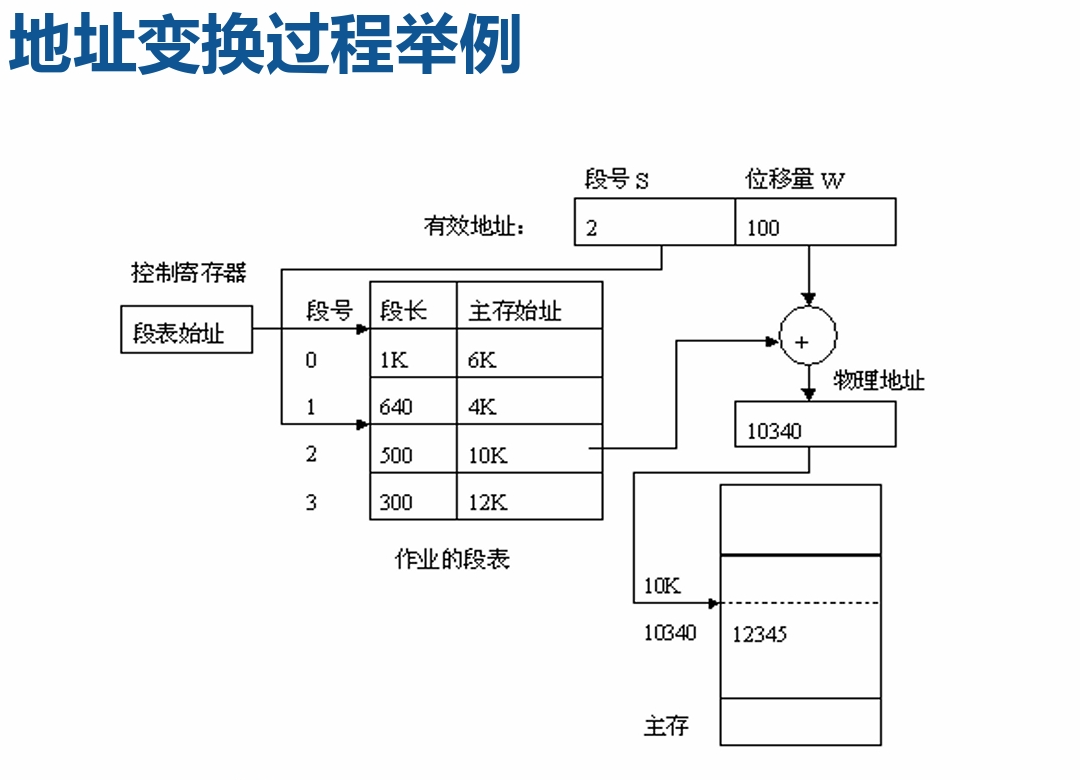 地址变换过程举例
段号 S 位移量 W
有效地址： 2 100
控制寄存器
段表始址
段号 段长 主存始址
0 1K 6K
1 640 4K
2 500 10K
3 300 12K
+
物理地址
10340
作业的段表
10K
10340 12345
主存